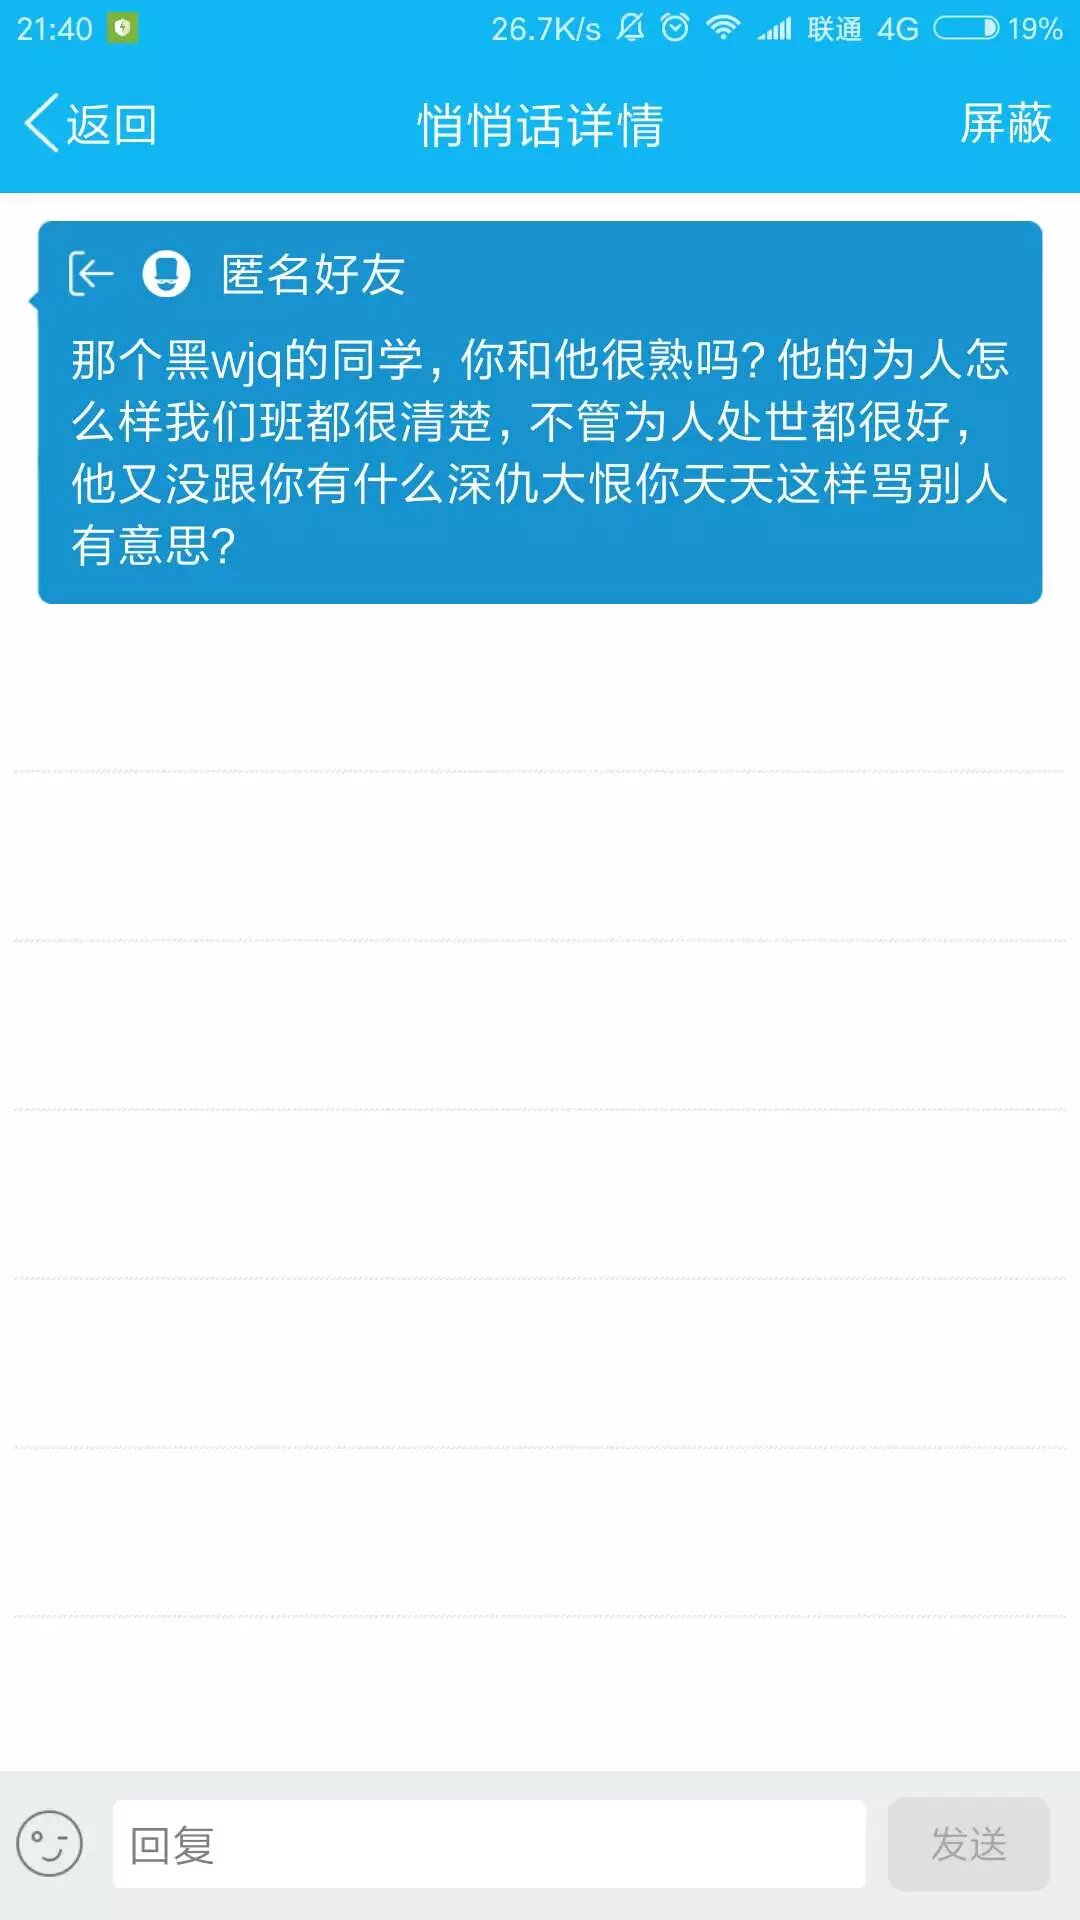 21:40 26.7K/s 联通 4G 19%
返回 悄悄话详情 屏蔽
匿名好友
那个黑wjq的同学，你和他很熟吗？他的为人怎
么样我们班都很清楚，不管为人处世都很好，
他又没跟你有什么深仇大恨你天天这样骂别人
有意思？
回复 发送